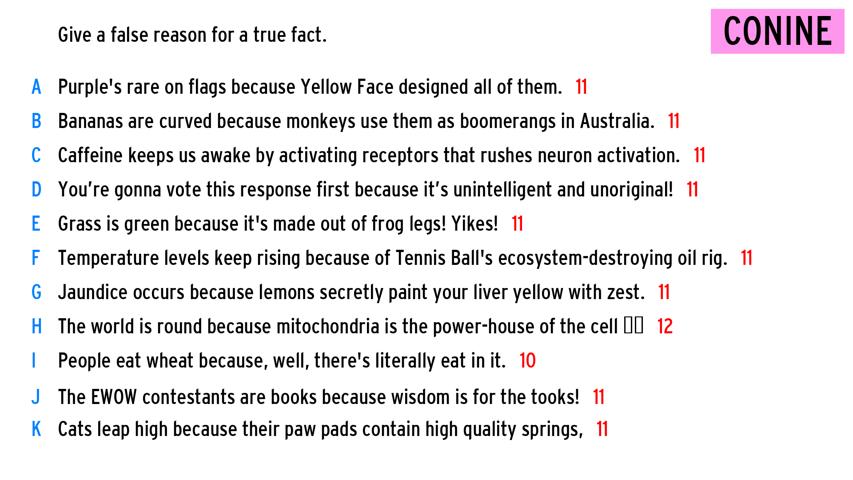 Give a false reason for a true fact.
CONINE
A Purple's rare on flags because Yellow Face designed all of them. 11
B Bananas are curved because monkeys use them as boomerangs in Australia. 11
C Caffeine keeps us awake by activating receptors that rushes neuron activation. 11
D You’re gonna vote this response first because it’s unintelligent and unoriginal! 11
E Grass is green because it's made out of frog legs! Yikes! 11
F Temperature levels keep rising because of Tennis Ball's ecosystem-destroying oil rig. 11
G Jaundice occurs because lemons secretly paint your liver yellow with zest. 11
H The world is round because mitochondria is the power-house of the cell 12
I People eat wheat because, well, there's literally eat in it. 10
J The EWOW contestants are books because wisdom is for the tooks! 11
K Cats leap high because their paw pads contain high quality springs, 11